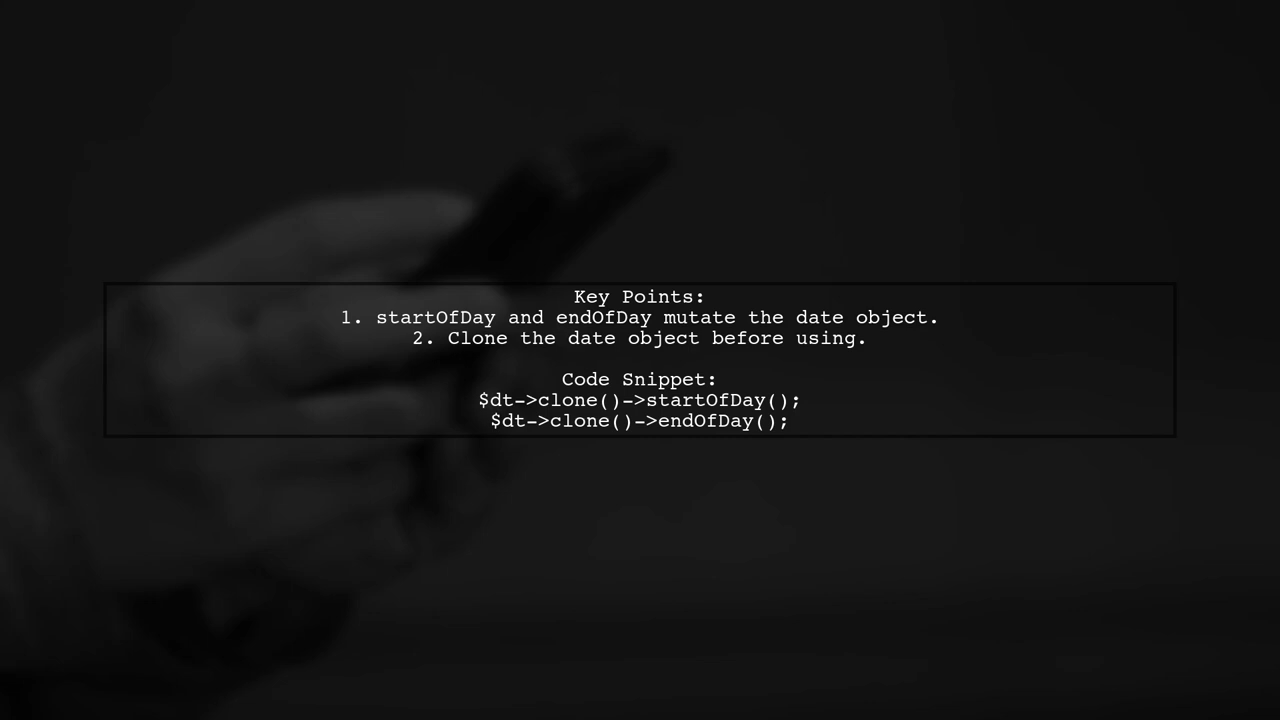 Key Points:
1. startOfDay and endOfDay mutate the date object.
2. Clone the date object before using.
Code Snippet:
$dt->clone()->startOfDay();
$dt->clone()->endOfDay();